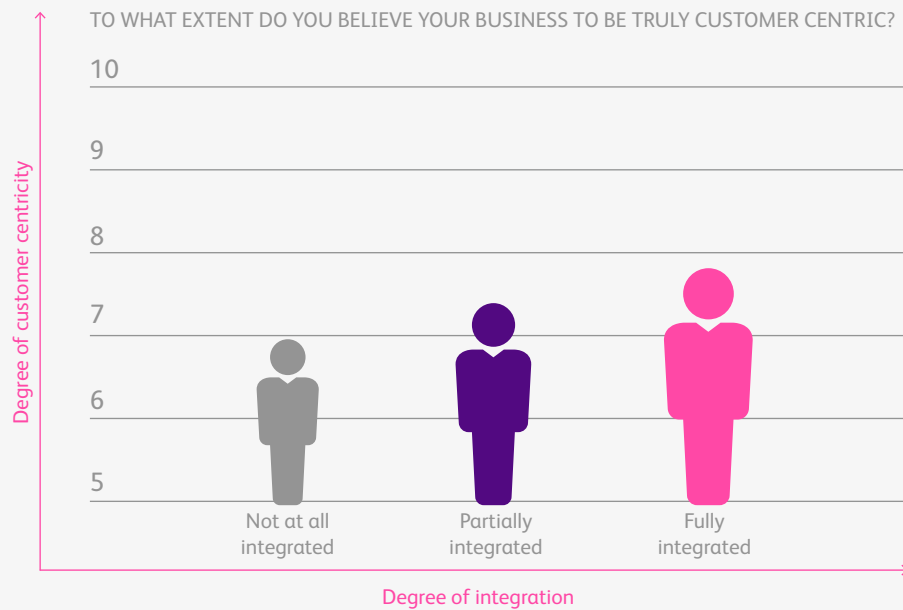 TO WHAT EXTENT DO YOU BELIEVE YOUR BUSINESS TO BE TRULY CUSTOMER CENTRIC?
10
9
8
7
6
5
Degree of customer centricity
Not at all
integrated
Partially
integrated
Fully
integrated
Degree of integration